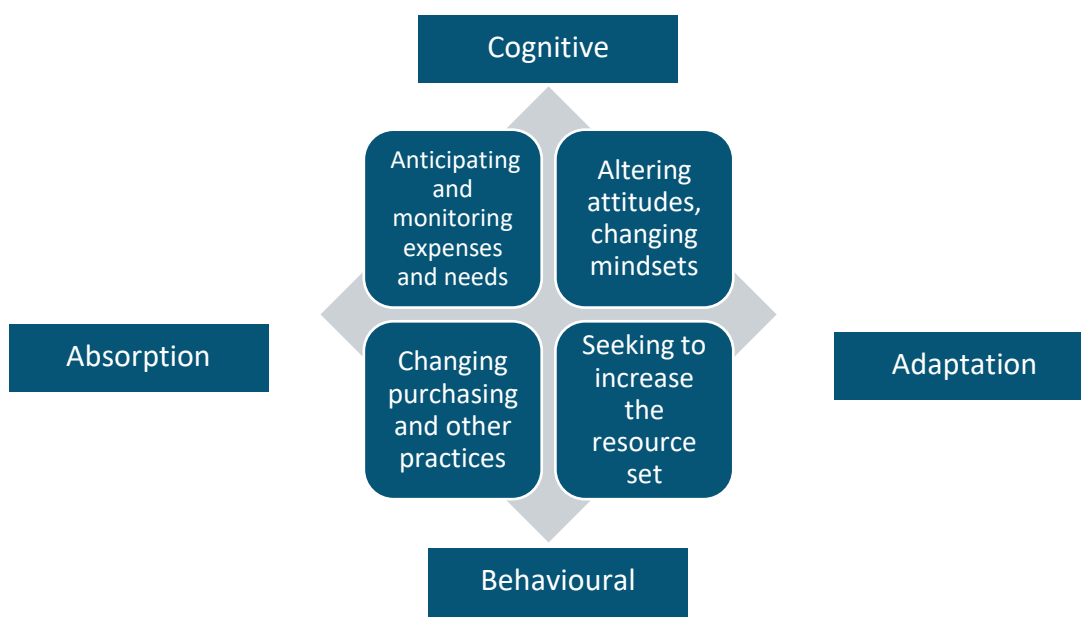 Cognitive
Anticipating
and
monitoring
expenses
and needs
Altering
attitudes,
changing
mindsets
Absorption
Adaptation
Changing
purchasing
and other
practices
Seeking to
increase
the
resource
set
Behavioural